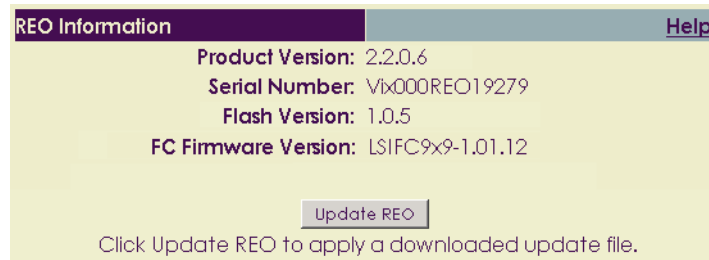 REO Information Help
Product Version: 2.2.0.6
Serial Number: Vix000REO19279
Flash Version: 1.0.5
FC Firmware Version: LSIFC9x9-1.01.12
Update REO
Click Update REO to apply a downloaded update file.